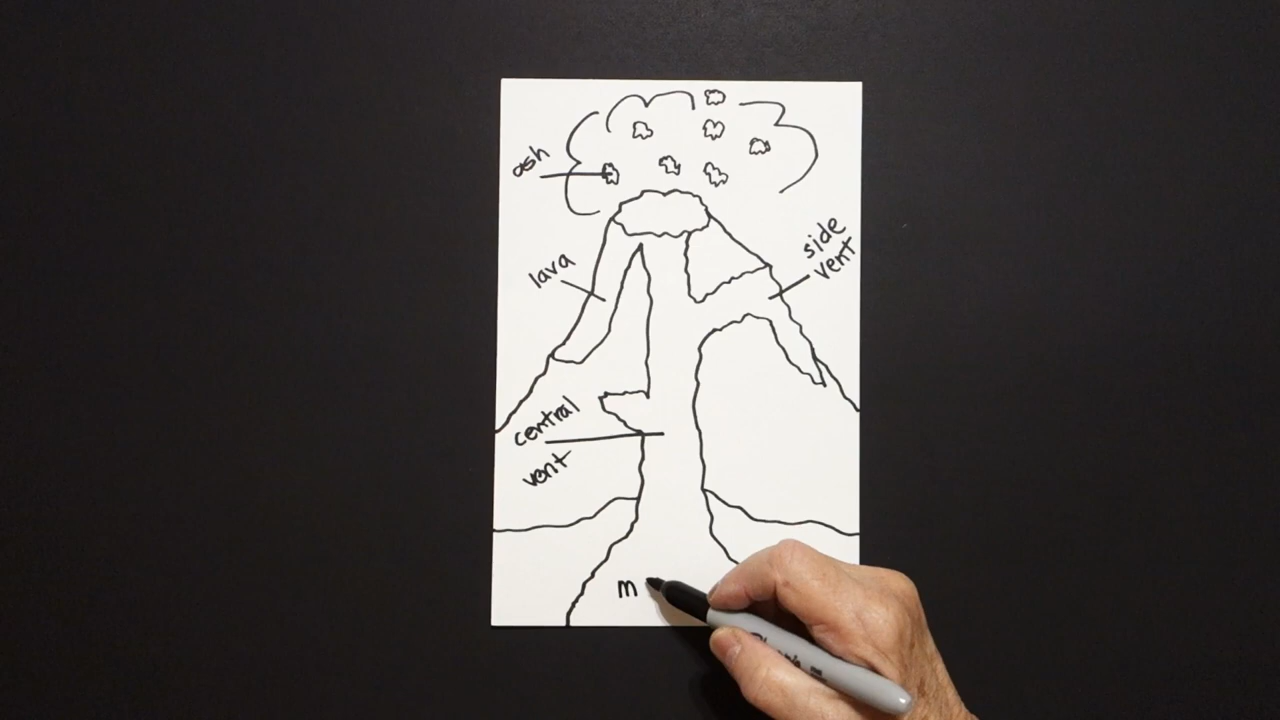 ash
side
vent
lava
central
vent
m